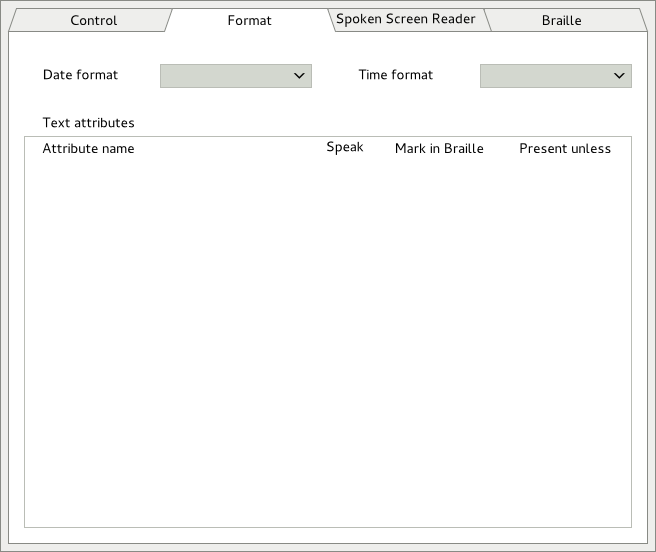 Control Format Spoken Screen Reader Braille
Date format Time format
Text attributes
Attribute name Speak Mark in Braille Present unless